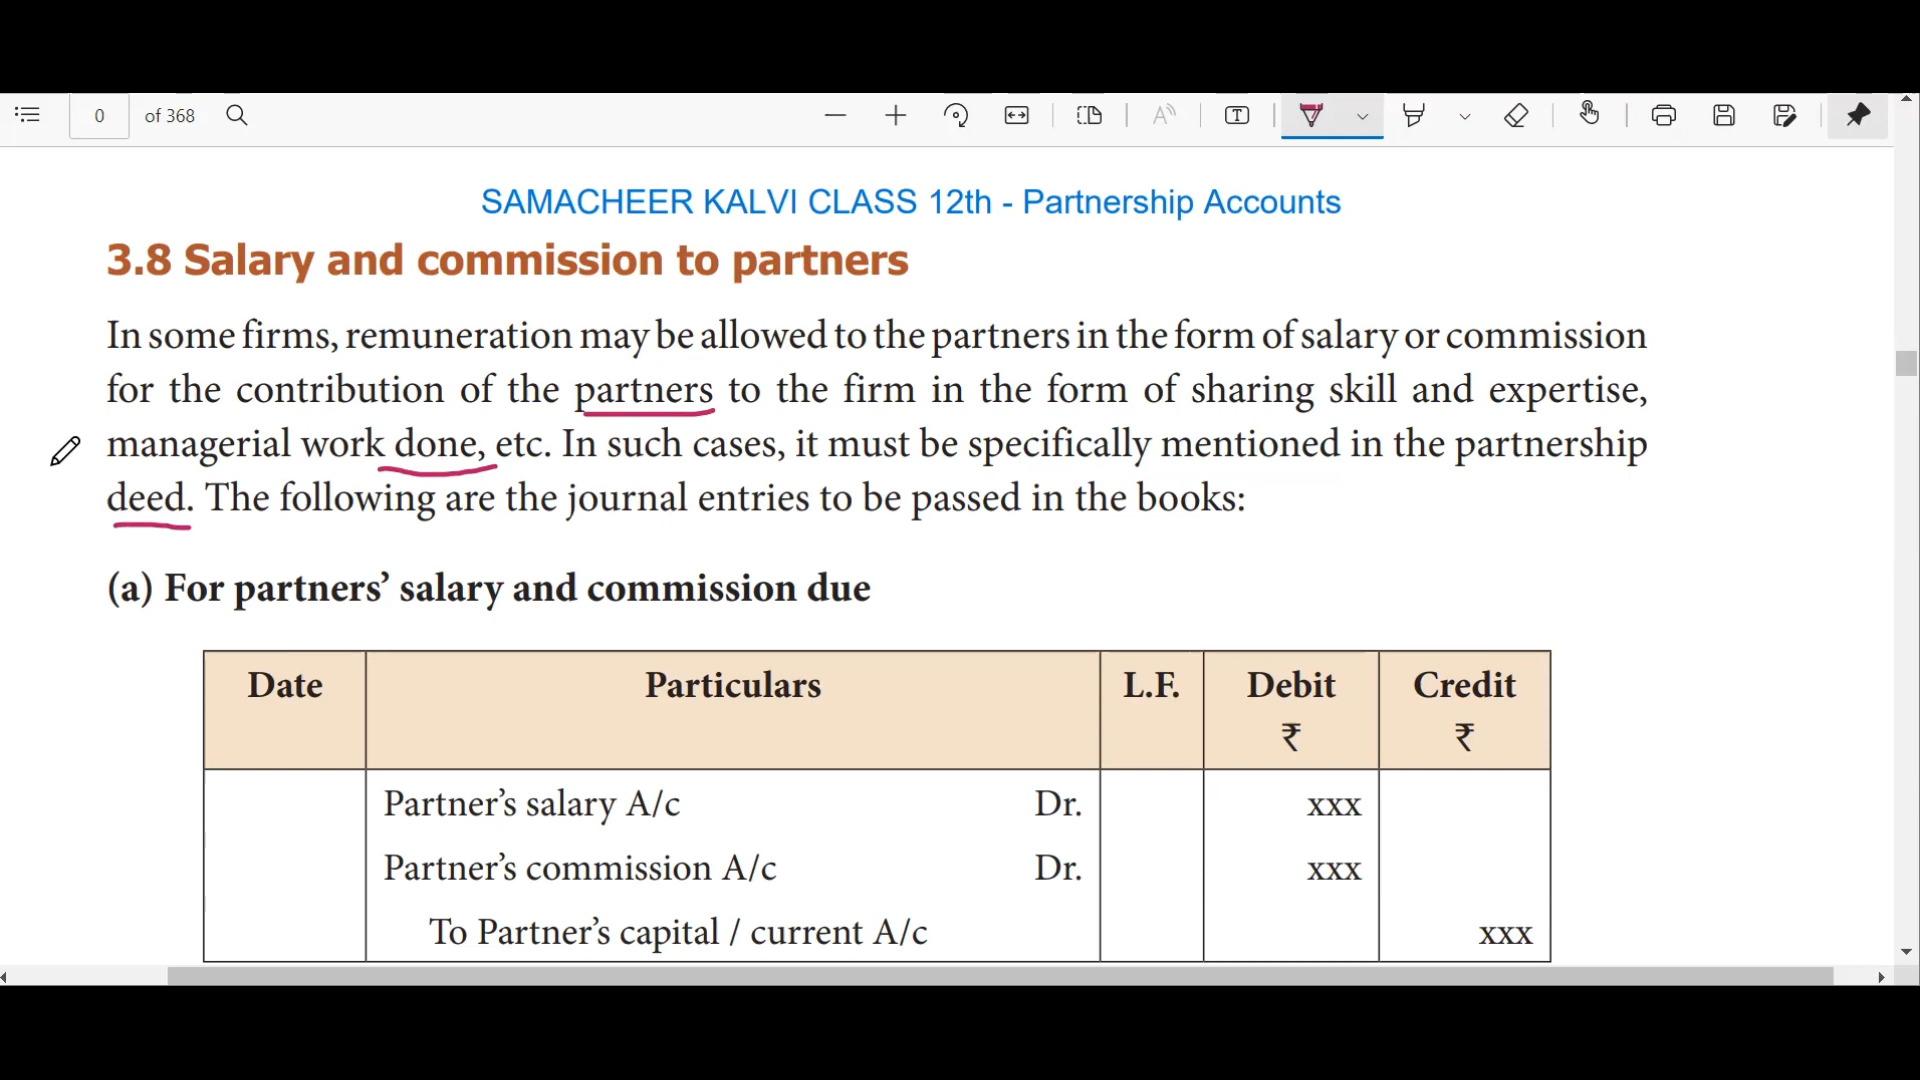 0 of 368
SAMACHEER KALVI CLASS 12th - Partnership Accounts
3.8 Salary and commission to partners
In some firms, remuneration may be allowed to the partners in the form of salary or commission
for the contribution of the partners to the firm in the form of sharing skill and expertise,
managerial work done, etc. In such cases, it must be specifically mentioned in the partnership
deed. The following are the journal entries to be passed in the books:
(a) For partners’ salary and commission due
Date Particulars L.F. Debit Credit
₹ ₹
Partner’s salary A/c Dr. xxx
Partner’s commission A/c Dr. xxx
To Partner’s capital / current A/c xxx